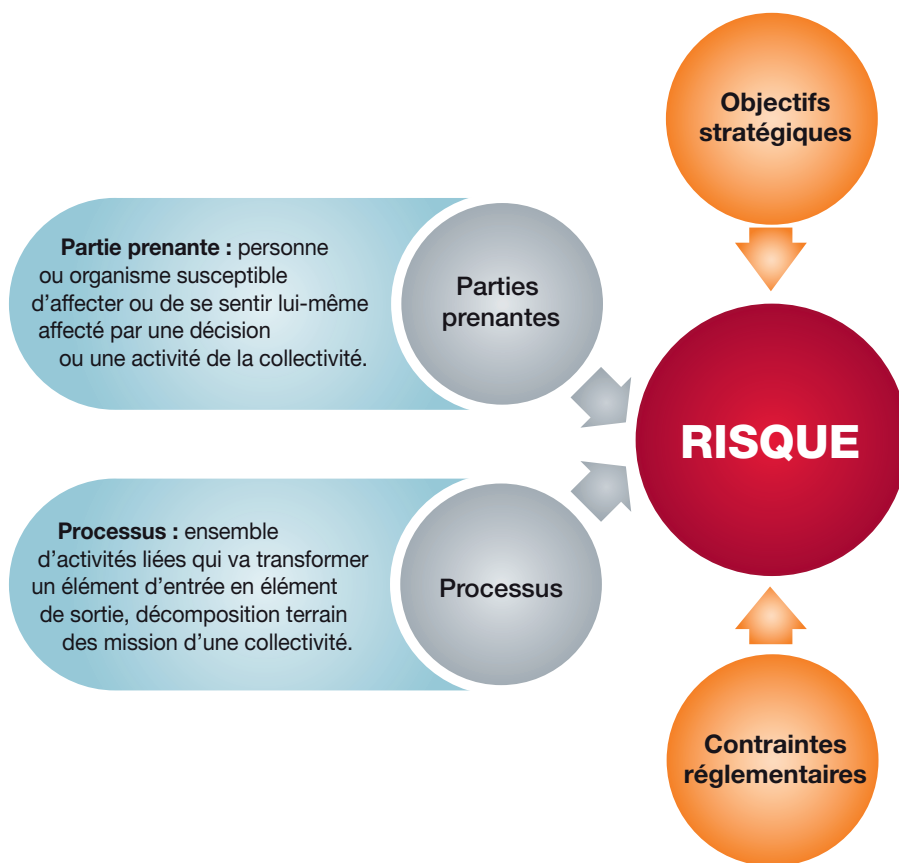 Objectifs
stratégiques
Partie prenante : personne
ou organisme susceptible
d'affecter ou de se sentir lui-même
affecté par une décision
ou une activité de la collectivité.
Parties
prenantes
RISQUE
Processus : ensemble
d'activités liées qui va transformer
un élément d'entrée en élément
de sortie, décomposition terrain
des mission d'une collectivité.
Processus
Contraintes
réglementaires